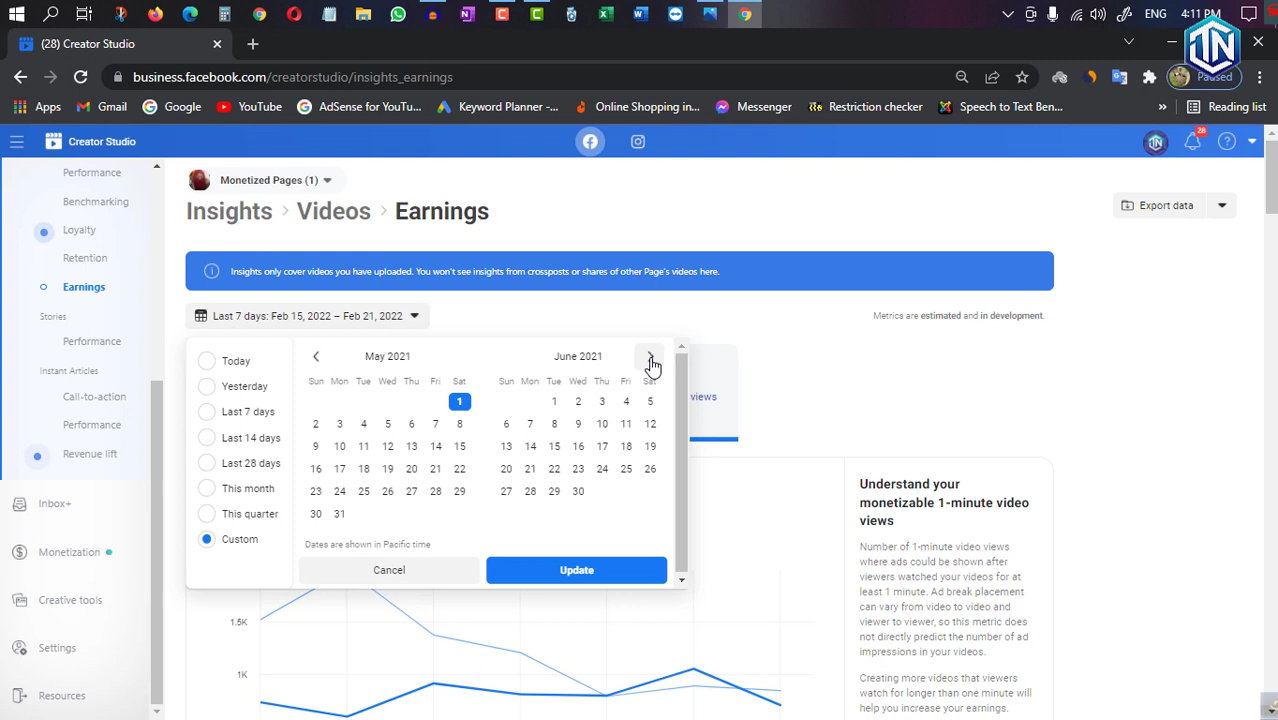 ENG 4:11 PM
(28) Creator Studio
business.facebook.com/creatorstudio/insights_earnings
Paused
Apps Gmail Google YouTube AdSense for YouTu... Keyword Planner -... Online Shopping in... Messenger Restriction checker Speech to Text Ben... » Reading list
Creator Studio
28
Performance
Benchmarking
Loyalty
Retention
Earnings
Stories
Performance
Instant Articles
Call-to-action
Performance
Revenue lift
Inbox+
Monetization
Creative tools
Settings
Resources
Monetized Pages (1)
Insights > Videos > Earnings
Export data
Insights only cover videos you have uploaded. You won't see insights from crossposts or shares of other Page's videos here.
Last 7 days: Feb 15, 2022 – Feb 21, 2022
Metrics are estimated and in development.
Today
Yesterday
Last 7 days
Last 14 days
Last 28 days
This month
This quarter
Custom
May 2021
Sun Mon Tue Wed Thu Fri Sat
1
2 3 4 5 6 7 8
9 10 11 12 13 14 15
16 17 18 19 20 21 22
23 24 25 26 27 28 29
30 31
June 2021
Sun Mon Tue Wed Thu Fri Sat
1 2 3 4 5
6 7 8 9 10 11 12
13 14 15 16 17 18 19
20 21 22 23 24 25 26
27 28 29 30
Dates are shown in Pacific time
Cancel Update
views
1.5K
1K
Understand your
monetizable 1-minute video
views
Number of 1-minute video views
where ads could be shown after
viewers watched your videos for at
least 1 minute. Ad break placement
can vary from video to video and
viewer to viewer, so this metric does
not directly predict the number of ad
impressions in your videos.
Creating more videos that viewers
watch for longer than one minute will
help you increase your earnings.